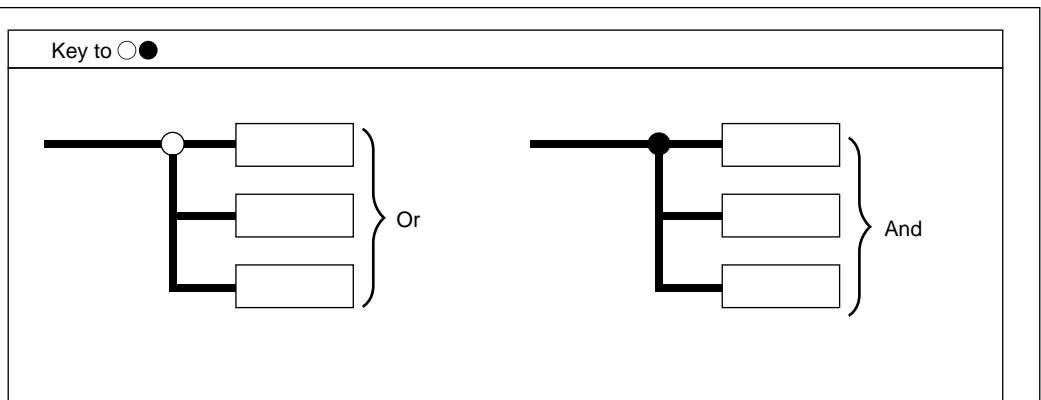 Key to ○●
Or
And